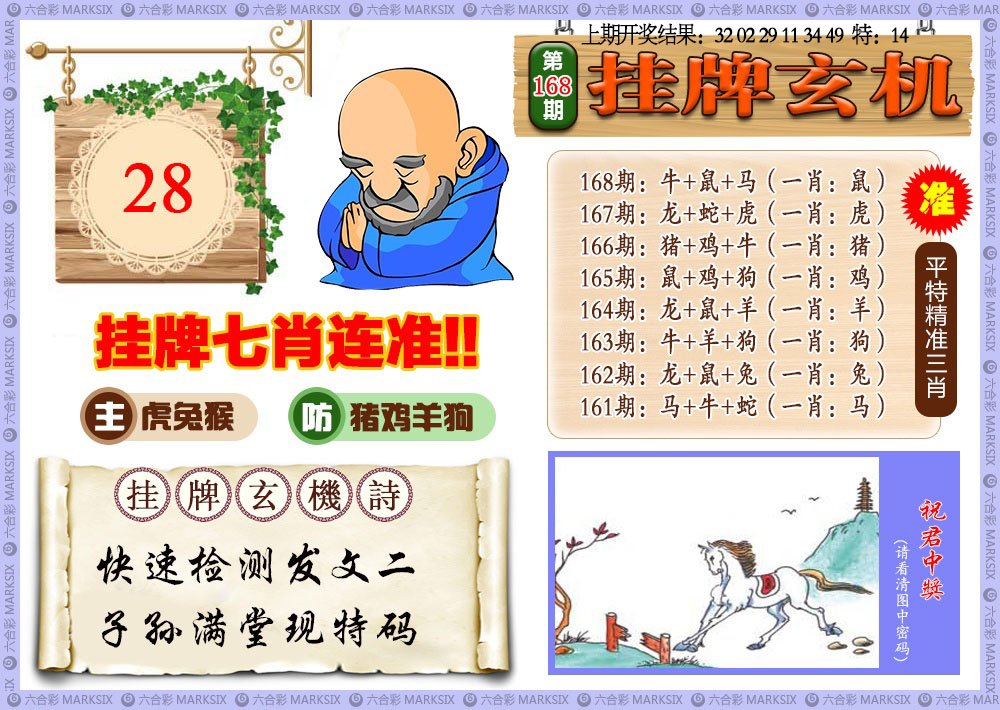 六合彩 MARKSIX
上期开奖结果：32 02 29 11 34 49 特：14
第168期
挂牌玄机
28
挂牌七肖连准!!
主 虎兔猴
防 猪鸡羊狗
挂牌玄機詩
快速检测发文二
子孙满堂现特码
168期：牛+鼠+马（一肖：鼠）
167期：龙+蛇+虎（一肖：虎）
166期：猪+鸡+牛（一肖：猪）
165期：鼠+鸡+狗（一肖：鸡）
164期：龙+鼠+羊（一肖：羊）
163期：牛+羊+狗（一肖：狗）
162期：龙+鼠+兔（一肖：兔）
161期：马+牛+蛇（一肖：马）
准
平特精准三肖
祝君中獎
（请看清图中密码）